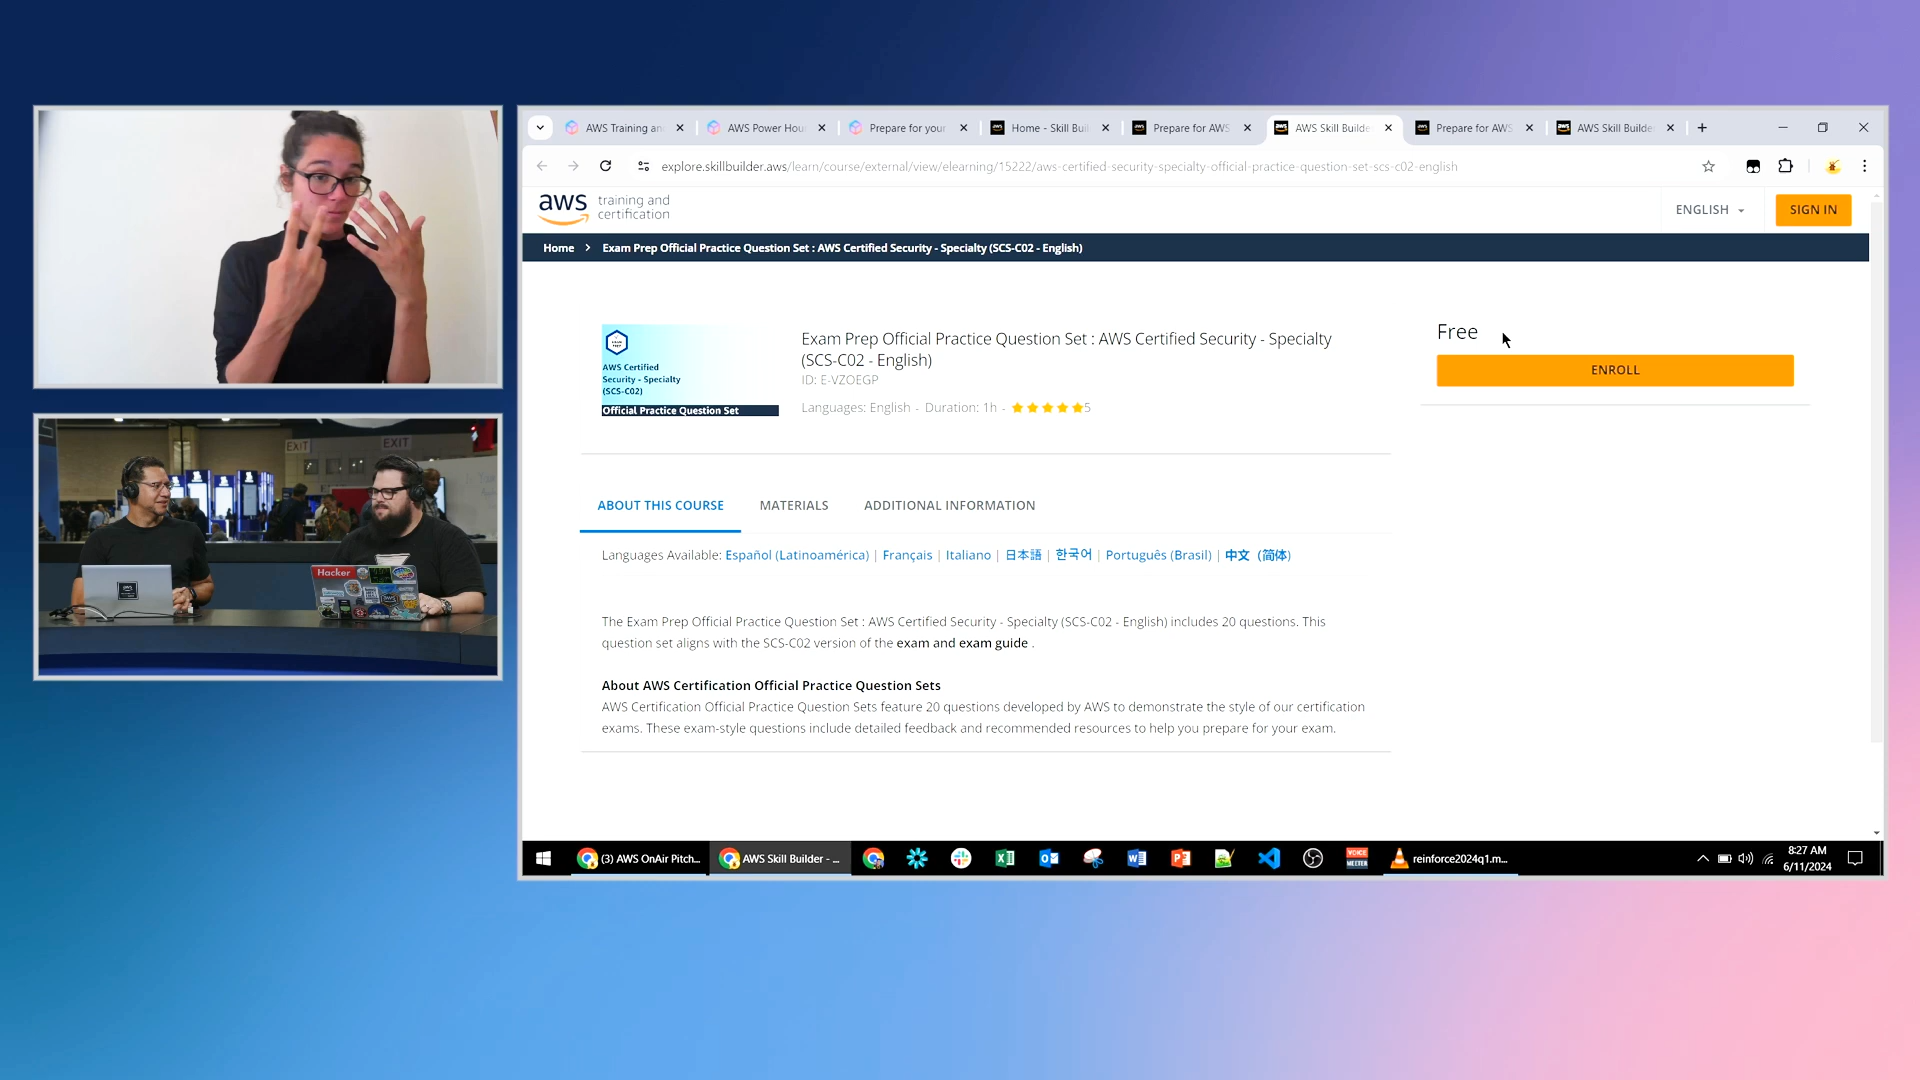 EXIT
EXIT
Hacker
aws
AWS Training an
AWS Power Hou
Prepare for your
Home - Skill Buil
Prepare for AWS
AWS Skill Builde
Prepare for AWS
AWS Skill Builde
explore.skillbuilder.aws/learn/course/external/view/elearning/15222/aws-certified-security-specialty-official-practice-question-set-scs-c02-english
aws training and certification
ENGLISH
SIGN IN
Home > Exam Prep Official Practice Question Set : AWS Certified Security - Specialty (SCS-C02 - English)
AWS Certified
Security - Specialty
(SCS-C02)
Official Practice Question Set
Exam Prep Official Practice Question Set : AWS Certified Security - Specialty
(SCS-C02 - English)
ID: E-VZOEGP
Languages: English - Duration: 1h - 5
Free
ENROLL
ABOUT THIS COURSE
MATERIALS
ADDITIONAL INFORMATION
Languages Available: Español (Latinoamérica) | Français | Italiano | 日本語 | 한국어 | Português (Brasil) | 中文（简体）
The Exam Prep Official Practice Question Set : AWS Certified Security - Specialty (SCS-C02 - English) includes 20 questions. This
question set aligns with the SCS-C02 version of the exam and exam guide .
About AWS Certification Official Practice Question Sets
AWS Certification Official Practice Question Sets feature 20 questions developed by AWS to demonstrate the style of our certification
exams. These exam-style questions include detailed feedback and recommended resources to help you prepare for your exam.
(3) AWS OnAir Pitch...
AWS Skill Builder - ...
VOICE
MEETER
reinforce2024q1.m...
8:27 AM
6/11/2024